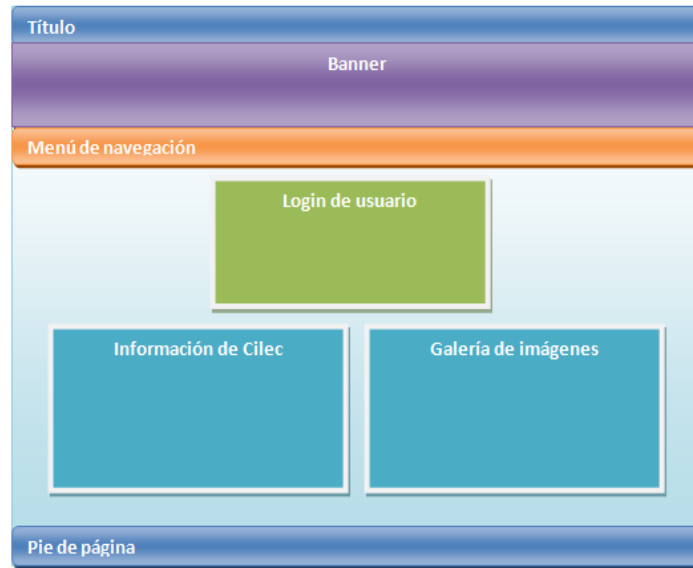 Título
Banner
Menú de navegación
Login de usuario
Información de Cilec
Galería de imágenes
Pie de página